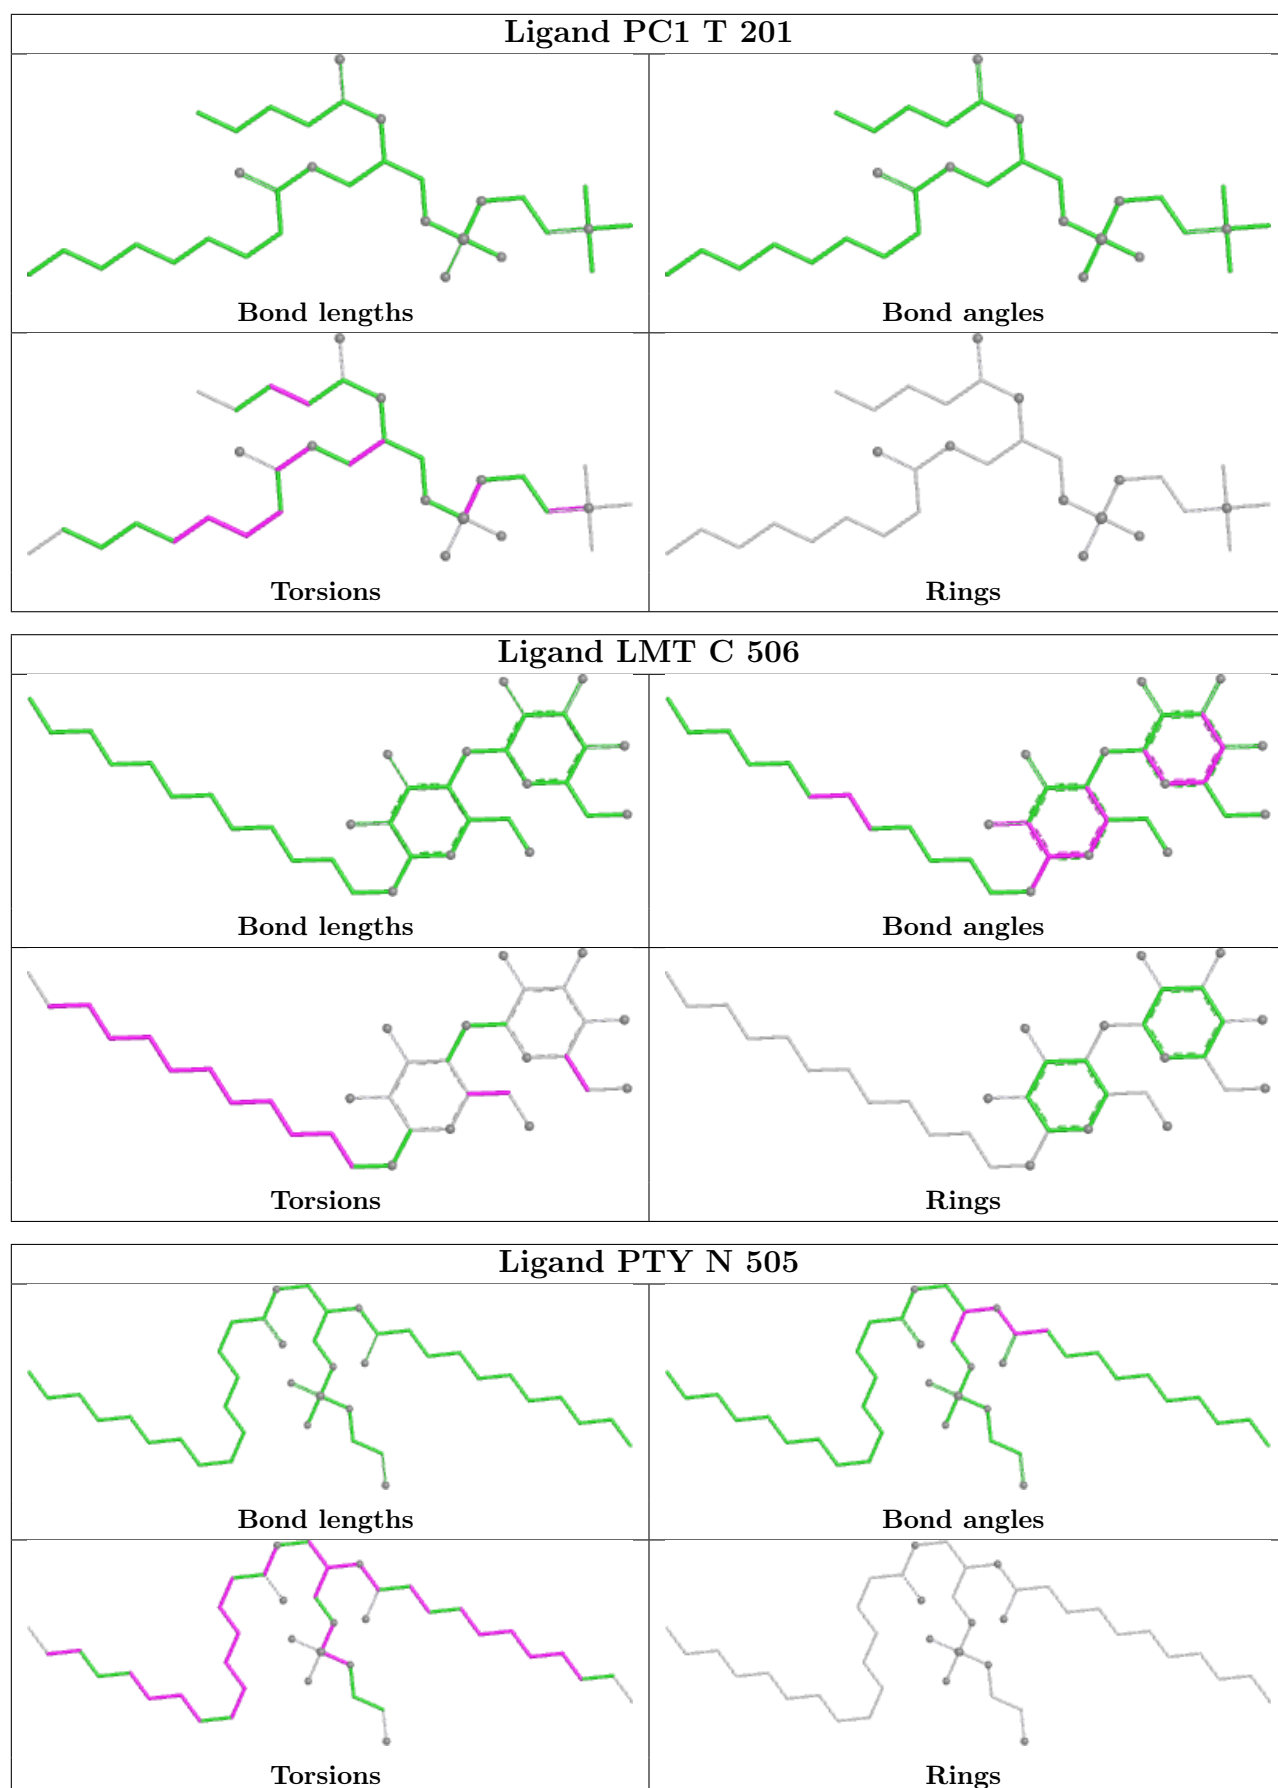 Ligand PC1 T 201
Bond lengths
Bond angles
Torsions
Rings
Ligand LMT C 506
Bond lengths
Bond angles
Torsions
Rings
Ligand PTY N 505
Bond lengths
Bond angles
Torsions
Rings